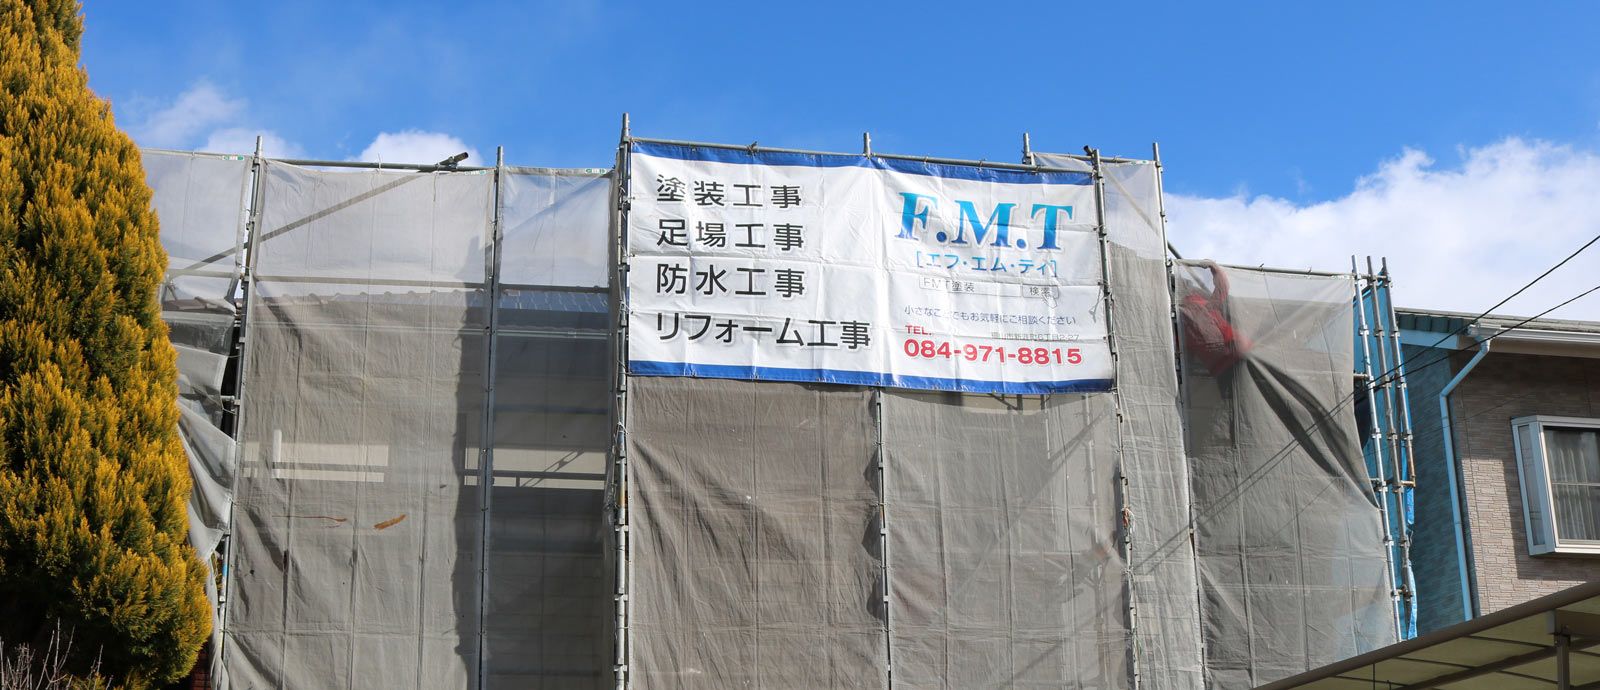 塗装工事
足場工事
防水工事
リフォーム工事
F.M.T
[エフ・エム・ティ]
FMT塗装 検索
小さなことでもお気軽にご相談ください
TEL.
084-971-8815